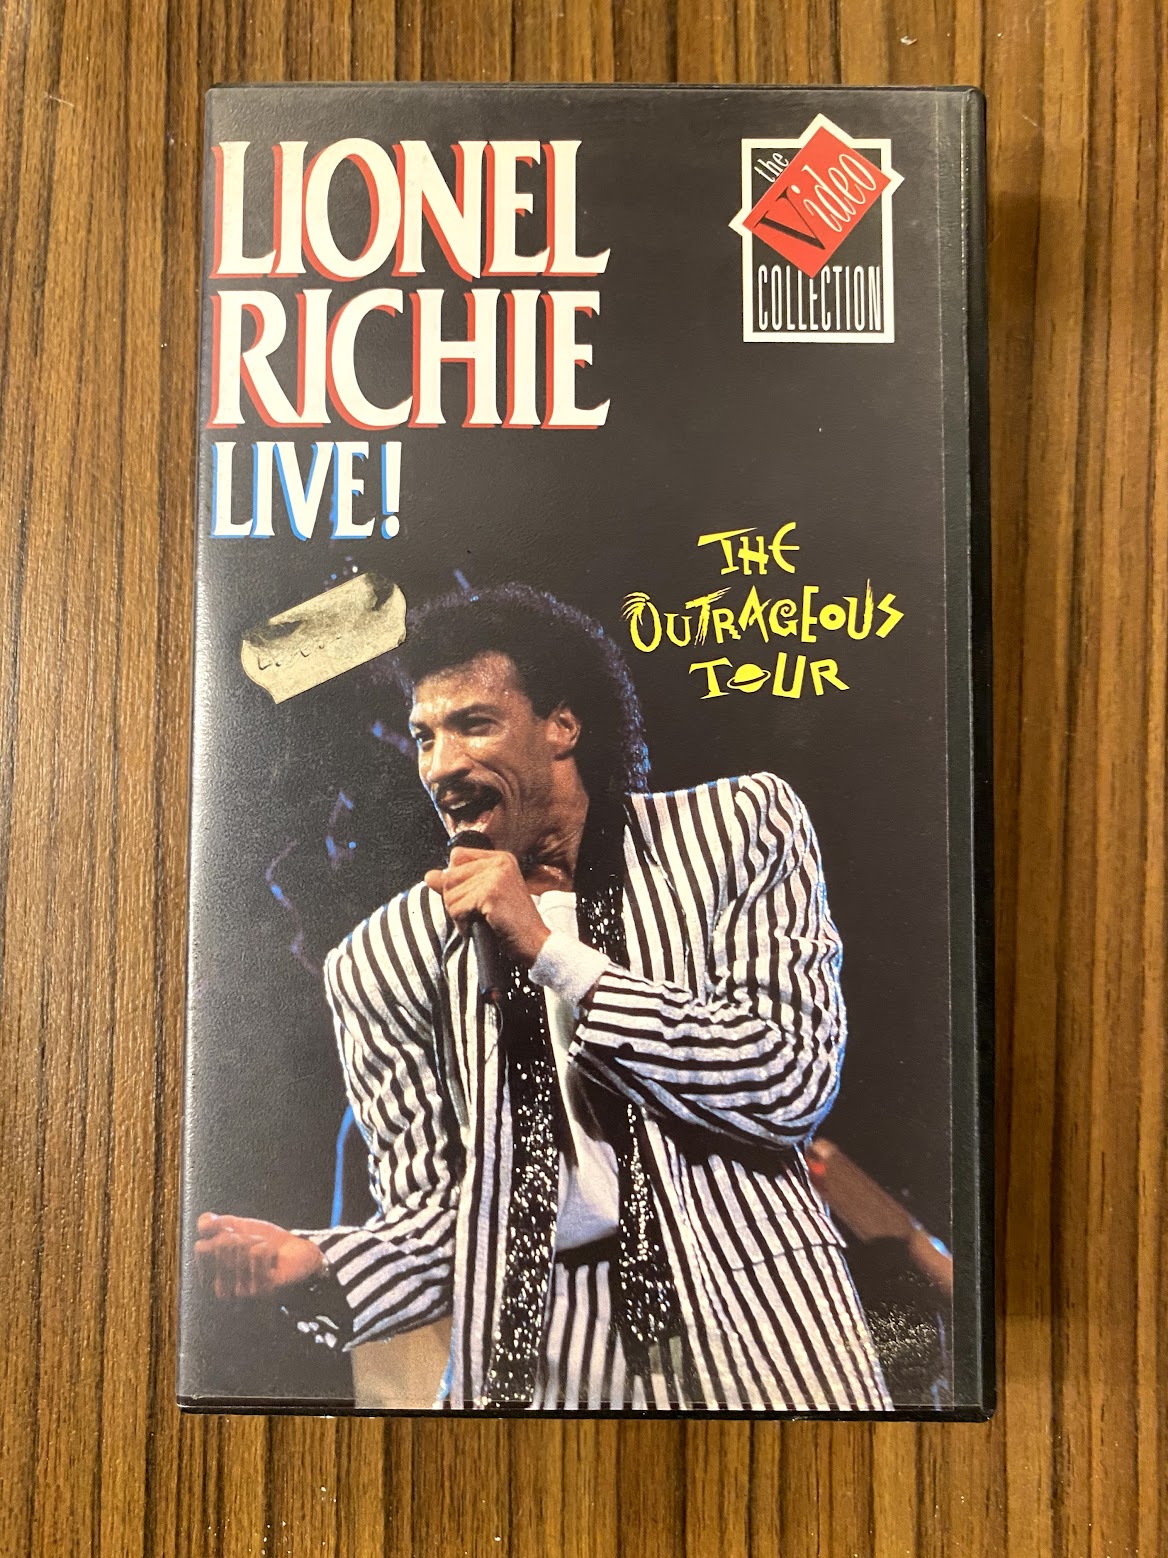 LIONEL
RICHIE
LIVE!
the
Video
COLLECTION
THE
OUTRAGEOUS
TOUR